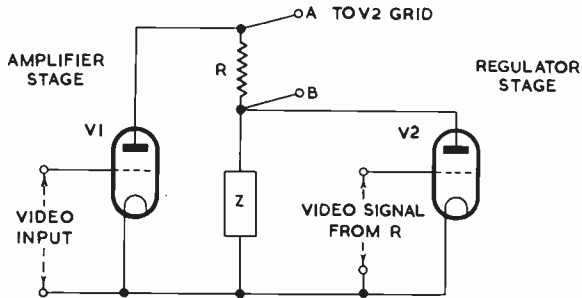 A TO V2 GRID
AMPLIFIER
STAGE
R
REGULATOR
STAGE
B
V1
V2
VIDEO
INPUT
Z
VIDEO SIGNAL
FROM R